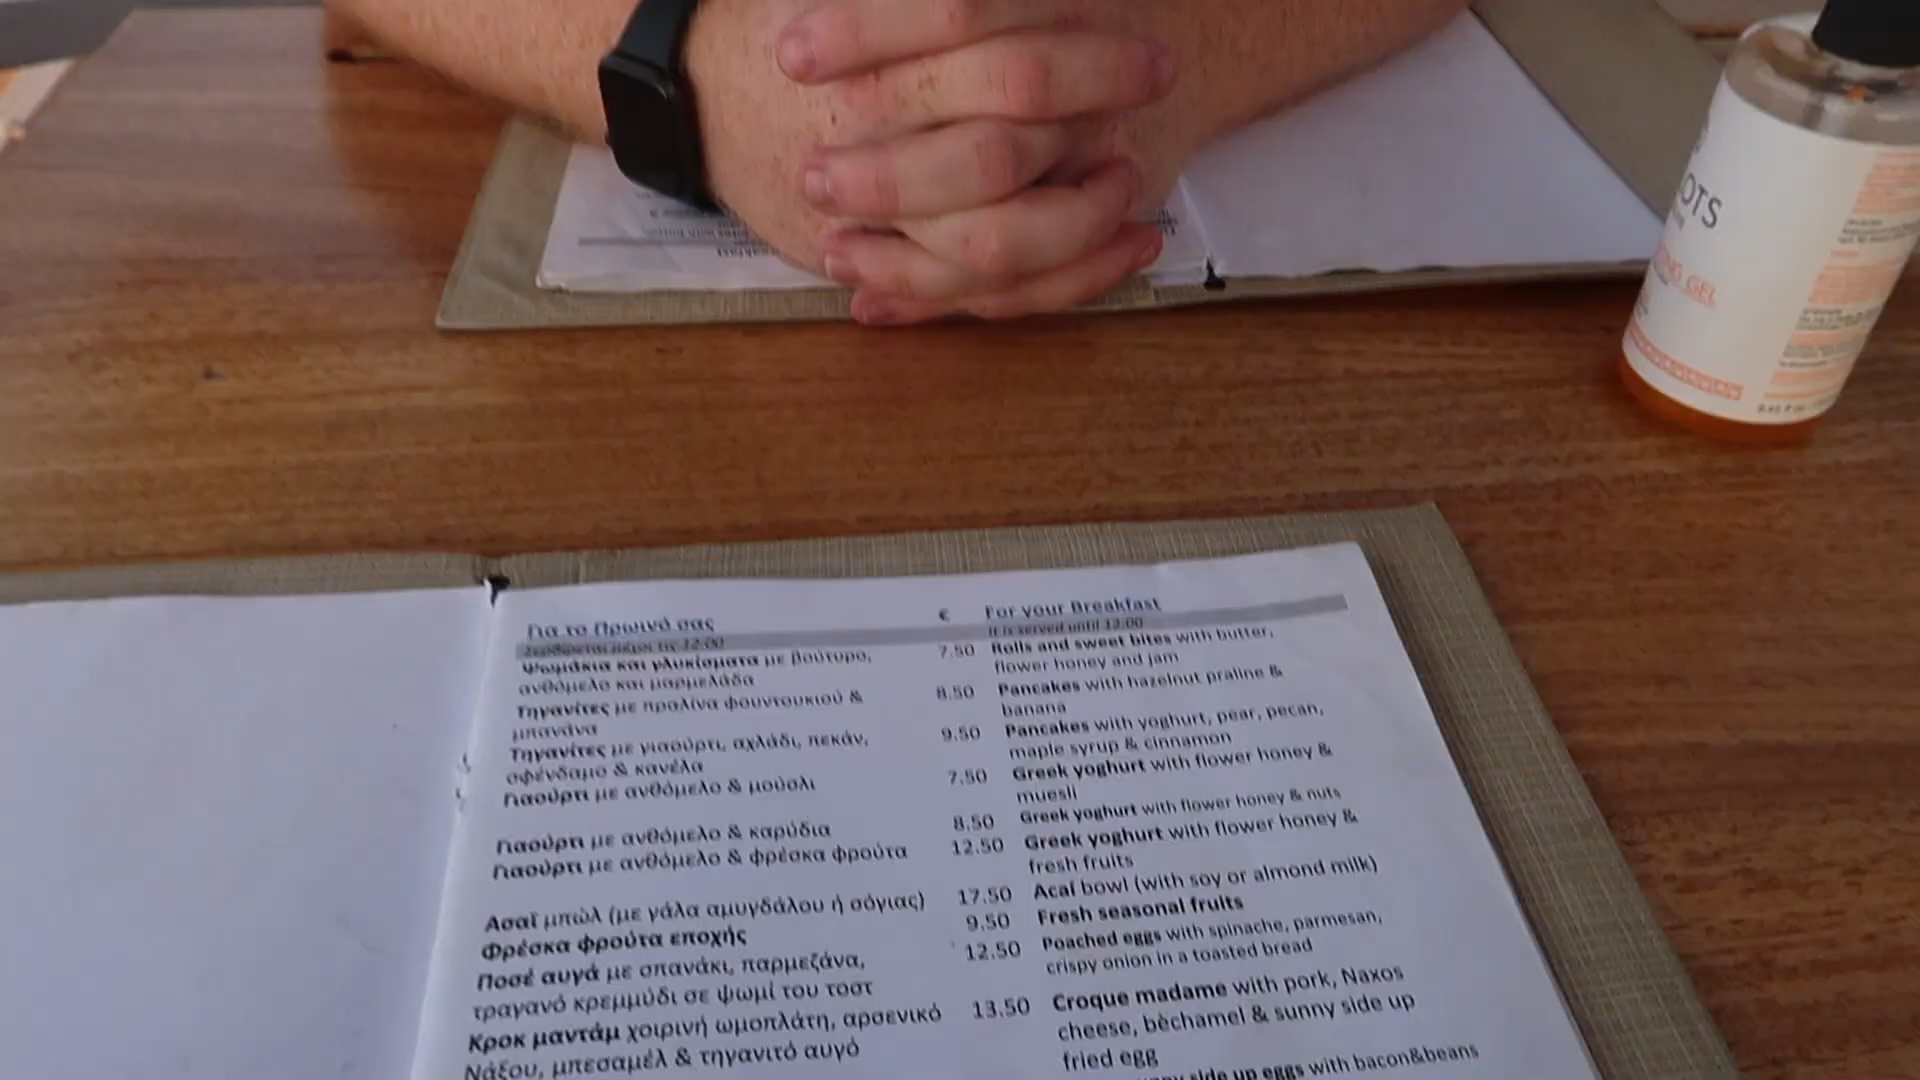 Για το Πρωινό σας € For your Breakfast
Σερβίρεται μέχρι τις 12:00 It is served until 12:00
Ψωμάκια και γλυκίσματα με βούτυρο, 7.50 Rolls and sweet bites with butter,
ανθόμελο και μαρμελάδα flower honey and jam
Τηγανίτες με πραλίνα φουντουκιού & 8.50 Pancakes with hazelnut praline &
μπανάνα banana
Τηγανίτες με γιαούρτι, αχλάδι, πεκάν, 9.50 Pancakes with yoghurt, pear, pecan,
σφένδαμο & κανέλα maple syrup & cinnamon
Γιαούρτι με ανθόμελο & μούσλι 7.50 Greek yoghurt with flower honey &
muesli
Γιαούρτι με ανθόμελο & καρύδια 8.50 Greek yoghurt with flower honey & nuts
Γιαούρτι με ανθόμελο & φρέσκα φρούτα 12.50 Greek yoghurt with flower honey &
fresh fruits
Ασαΐ μπώλ (με γάλα αμυγδάλου ή σόγιας) 17.50 Acaí bowl (with soy or almond milk)
Φρέσκα φρούτα εποχής 9.50 Fresh seasonal fruits
Ποσέ αυγά με σπανάκι, παρμεζάνα, 12.50 Poached eggs with spinache, parmesan,
τραγανό κρεμμύδι σε ψωμί του τοστ crispy onion in a toasted bread
Κροκ μαντάμ χοιρινή ωμοπλάτη, αρσενικό 13.50 Croque madame with pork, Naxos
Νάξου, μπεσαμέλ & τηγανιτό αυγό cheese, bèchamel & sunny side up
fried egg
side up eggs with bacon&beans
OTS
GEL